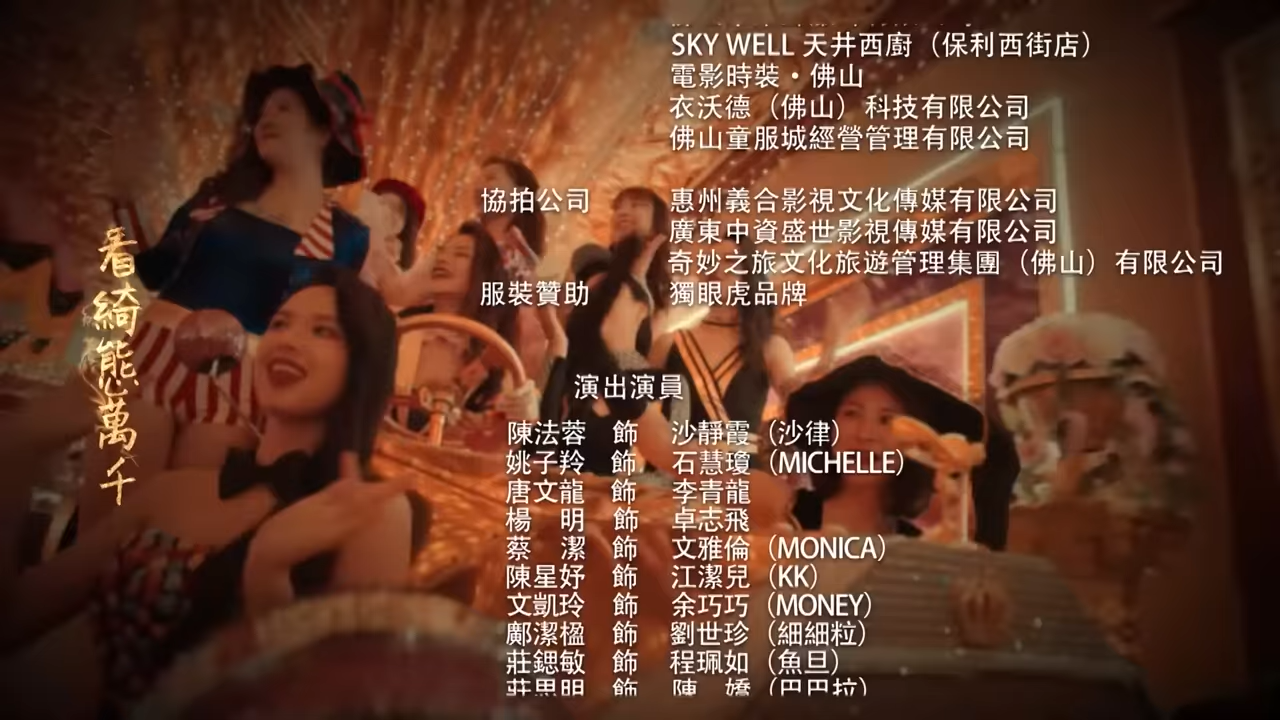 SKY WELL 天井西廚（保利西街店）
電影時裝・佛山
衣沃德（佛山）科技有限公司
佛山童服城經營管理有限公司
協拍公司 惠州義合影視文化傳媒有限公司
廣東中資盛世影視傳媒有限公司
奇妙之旅文化旅遊管理集團（佛山）有限公司
服裝贊助 獨眼虎品牌
演出演員
陳法蓉 飾 沙靜霞（沙律）
姚子羚 飾 石慧瓊（MICHELLE）
唐文龍 飾 李青龍
楊 明 飾 卓志飛
蔡 潔 飾 文雅倫（MONICA）
陳星妤 飾 江潔兒（KK）
文凱玲 飾 余巧巧（MONEY）
鄺潔楹 飾 劉世珍（細細粒）
莊鍶敏 飾 程珮如（魚旦）
莊思明 飾 陳 嬌（巴巴拉）
看綺態萬千